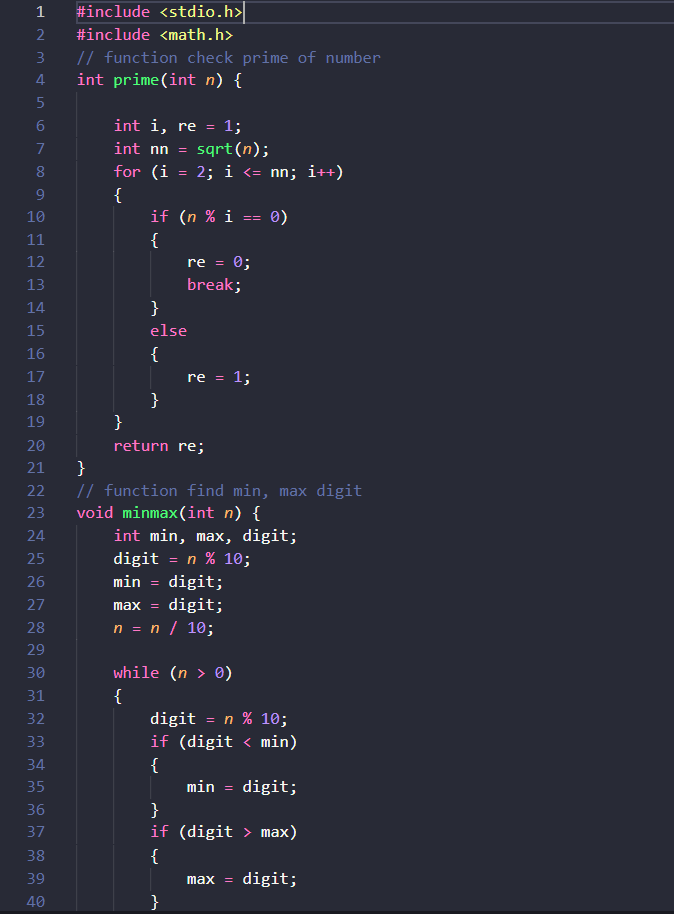 1 #include <stdio.h>
2 #include <math.h>
3 // function check prime of number
4 int prime(int n) {
5
6     int i, re = 1;
7     int nn = sqrt(n);
8     for (i = 2; i <= nn; i++)
9     {
10         if (n % i == 0)
11         {
12             re = 0;
13             break;
14         }
15         else
16         {
17             re = 1;
18         }
19     }
20     return re;
21 }
22 // function find min, max digit
23 void minmax(int n) {
24     int min, max, digit;
25     digit = n % 10;
26     min = digit;
27     max = digit;
28     n = n / 10;
29
30     while (n > 0)
31     {
32         digit = n % 10;
33         if (digit < min)
34         {
35             min = digit;
36         }
37         if (digit > max)
38         {
39             max = digit;
40         }